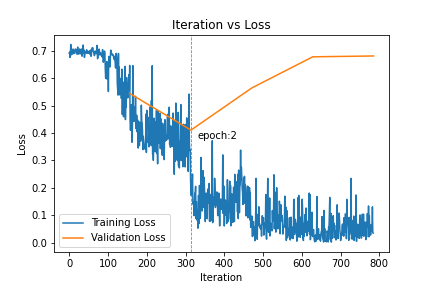 Iteration vs Loss
0.7
0.6
0.5
0.4
0.3
0.2
0.1
0.0
Loss
epoch:2
Training Loss
Validation Loss
0 100 200 300 400 500 600 700 800
Iteration